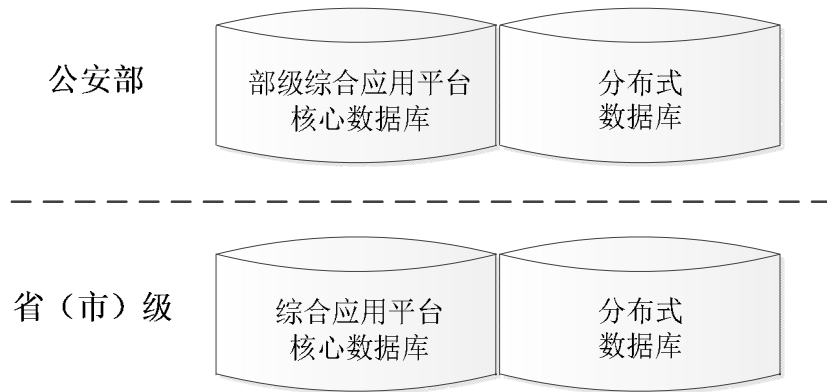 公安部
部级综合应用平台
核心数据库
分布式
数据库
省（市）级
综合应用平台
核心数据库
分布式
数据库